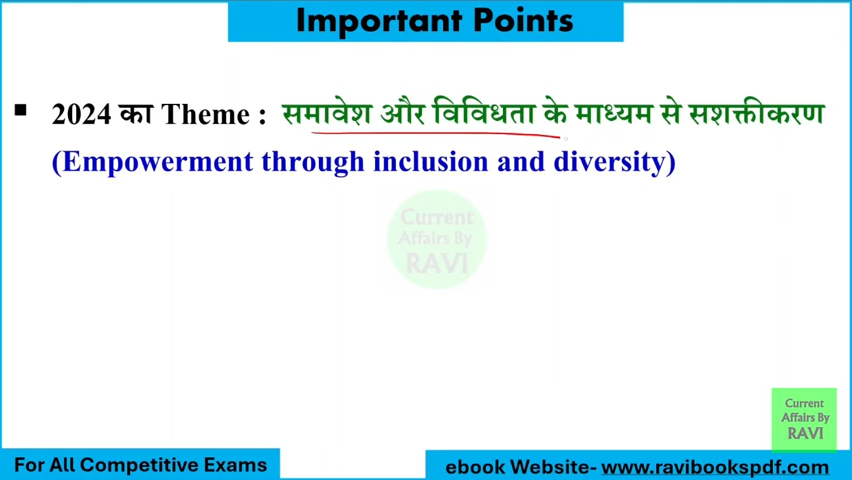 Important Points
▪ 2024 का Theme : समावेश और विविधता के माध्यम से सशक्तीकरण
(Empowerment through inclusion and diversity)
Current
Affairs By
RAVI
Current
Affairs By
RAVI
For All Competitive Exams
ebook Website- www.ravibookspdf.com